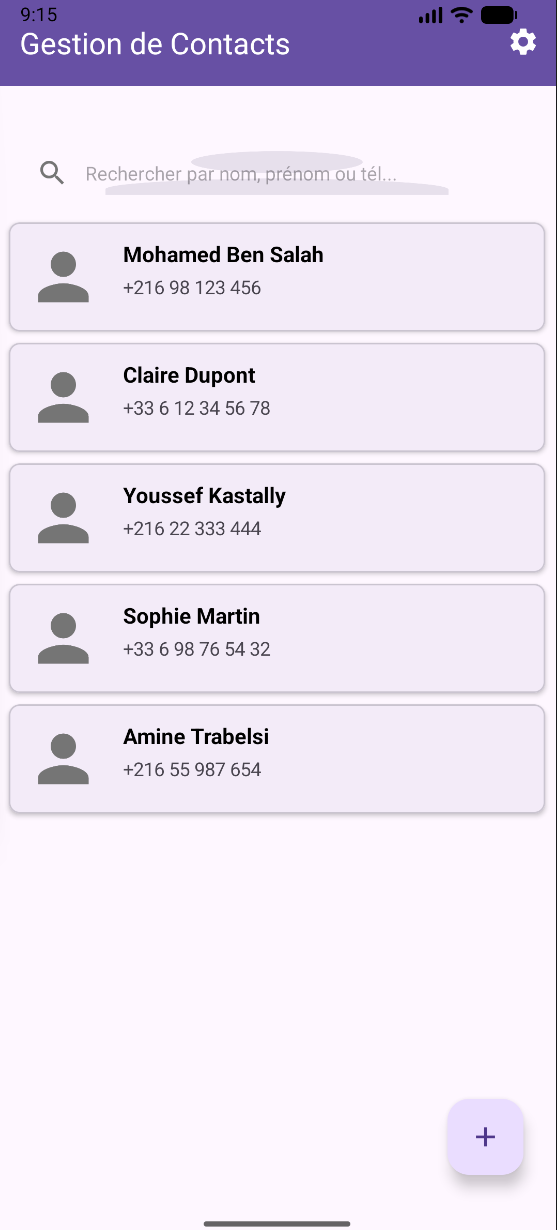 9:15
Gestion de Contacts
Rechercher par nom, prénom ou tél...
Mohamed Ben Salah
+216 98 123 456
Claire Dupont
+33 6 12 34 56 78
Youssef Kastally
+216 22 333 444
Sophie Martin
+33 6 98 76 54 32
Amine Trabelsi
+216 55 987 654
+